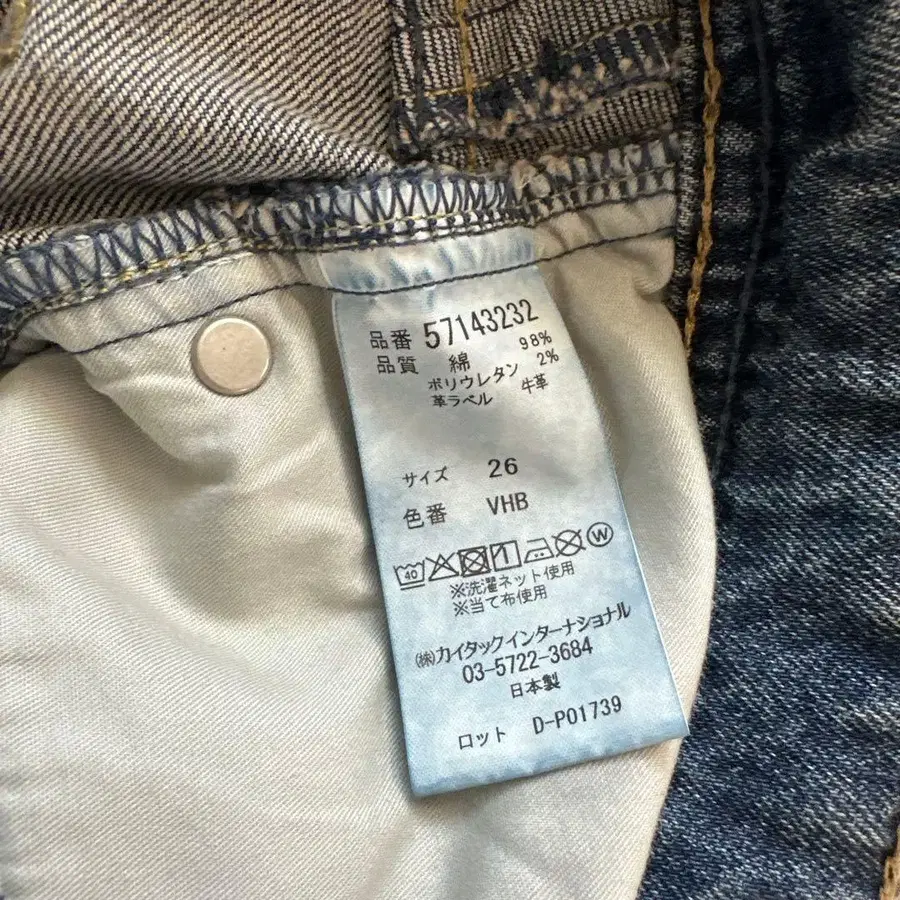 品番 57143232
品質 綿 98%
ポリウレタン 2%
革ラベル 牛革
サイズ 26
色番 VHB
40 W
※洗濯ネット使用
※当て布使用
㈱カイタックインターナショナル
03-5722-3684
日本製
ロット D-P01739